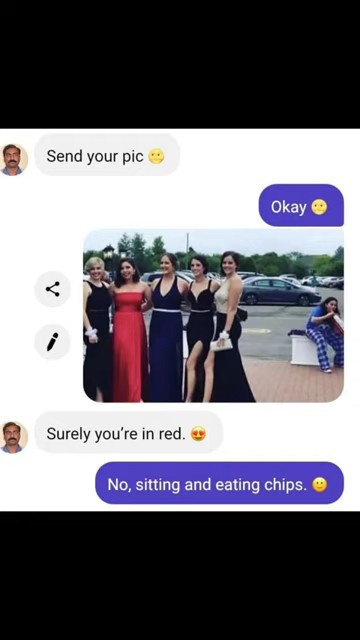 Send your pic 🌝
Okay 🌝
Surely you're in red. 😍
No, sitting and eating chips. 🙂